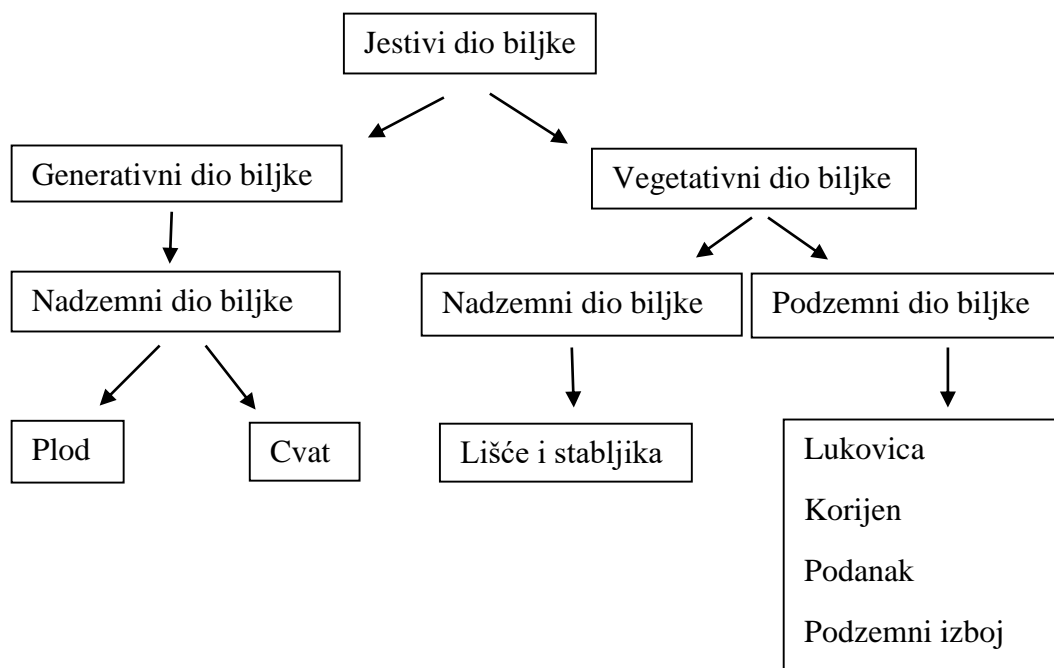 Jestivi dio biljke
Generativni dio biljke
Vegetativni dio biljke
Nadzemni dio biljke
Nadzemni dio biljke
Podzemni dio biljke
Plod
Cvat
Lišće i stabljika
Lukovica
Korijen
Podanak
Podzemni izboj